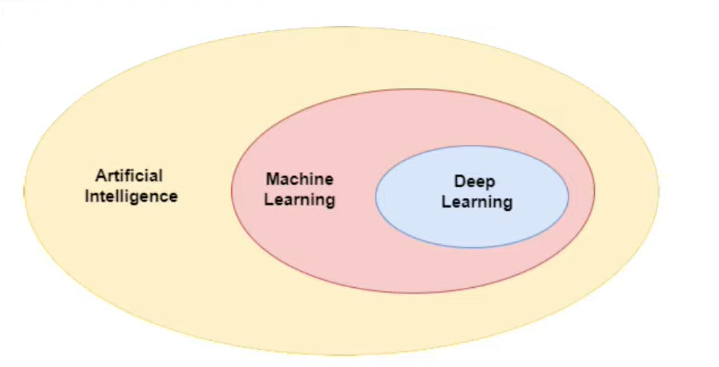 Artificial
Intelligence
Machine
Learning
Deep
Learning